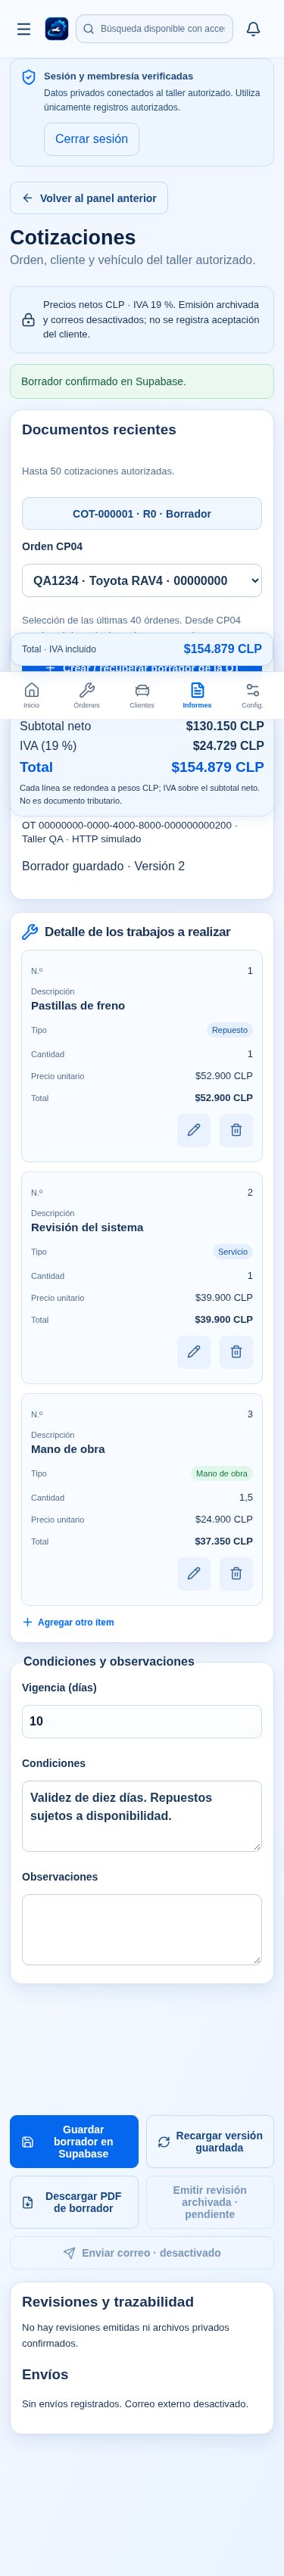 Búsqueda disponible con acces
Sesión y membresía verificadas
Datos privados conectados al taller autorizado. Utiliza
únicamente registros autorizados.
Cerrar sesión
Volver al panel anterior
Cotizaciones
Orden, cliente y vehículo del taller autorizado.
Precios netos CLP · IVA 19 %. Emisión archivada
y correos desactivados; no se registra aceptación
del cliente.
Borrador confirmado en Supabase.
Documentos recientes
Hasta 50 cotizaciones autorizadas.
COT-000001 · R0 · Borrador
Orden CP04
QA1234 · Toyota RAV4 · 00000000
Selección de las últimas 40 órdenes. Desde CP04
Total · IVA incluido
$154.879 CLP
Crear / recuperar borrador de la OT
Inicio
Órdenes
Clientes
Informes
Config.
Subtotal neto
$130.150 CLP
IVA (19 %)
$24.729 CLP
Total
$154.879 CLP
Cada línea se redondea a pesos CLP; IVA sobre el subtotal neto.
No es documento tributario.
OT 00000000-0000-4000-8000-000000000200 ·
Taller QA · HTTP simulado
Borrador guardado · Versión 2
Detalle de los trabajos a realizar
N.º
1
Descripción
Pastillas de freno
Tipo
Repuesto
Cantidad
1
Precio unitario
$52.900 CLP
Total
$52.900 CLP
N.º
2
Descripción
Revisión del sistema
Tipo
Servicio
Cantidad
1
Precio unitario
$39.900 CLP
Total
$39.900 CLP
N.º
3
Descripción
Mano de obra
Tipo
Mano de obra
Cantidad
1,5
Precio unitario
$24.900 CLP
Total
$37.350 CLP
Agregar otro ítem
Condiciones y observaciones
Vigencia (días)
10
Condiciones
Validez de diez días. Repuestos
sujetos a disponibilidad.
Observaciones
Guardar
borrador en
Supabase
Recargar versión
guardada
Descargar PDF
de borrador
Emitir revisión
archivada ·
pendiente
Enviar correo · desactivado
Revisiones y trazabilidad
No hay revisiones emitidas ni archivos privados
confirmados.
Envíos
Sin envíos registrados. Correo externo desactivado.